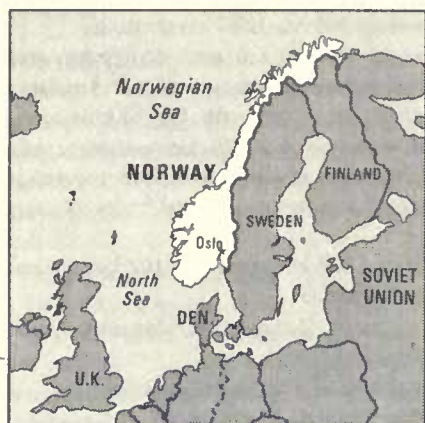 Norwegian
Sea
NORWAY
FINLAND
SWEDEN
Oslo
North
Sea
SOVIET
UNION
DEN.
U.K.